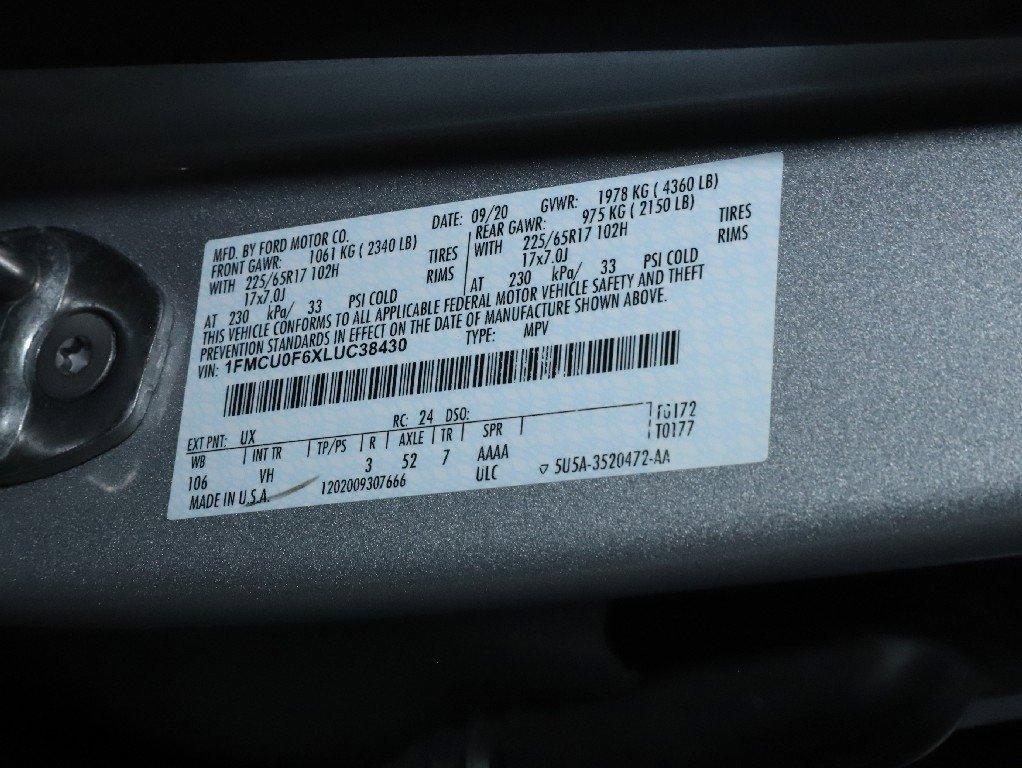 MFD. BY FORD MOTOR CO. DATE: 09/20 GVWR: 1978 KG ( 4360 LB)
FRONT GAWR: 1061 KG ( 2340 LB) REAR GAWR: 975 KG ( 2150 LB)
WITH 225/65R17 102H TIRES WITH 225/65R17 102H TIRES
17x7.0J RIMS 17x7.0J RIMS
AT 230 kPa/ 33 PSI COLD AT 230 kPa/ 33 PSI COLD
THIS VEHICLE CONFORMS TO ALL APPLICABLE FEDERAL MOTOR VEHICLE SAFETY AND THEFT
PREVENTION STANDARDS IN EFFECT ON THE DATE OF MANUFACTURE SHOWN ABOVE.
VIN: 1FMCU0F6XLUC38430 TYPE: MPV
EXT PNT: UX RC: 24 DSO:
WB INT TR TP/PS R AXLE TR SPR T0172
106 VH 3 52 7 AAAA T0177
MADE IN U.S.A. 1202009307666 ULC ▽ 5U5A-3520472-AA